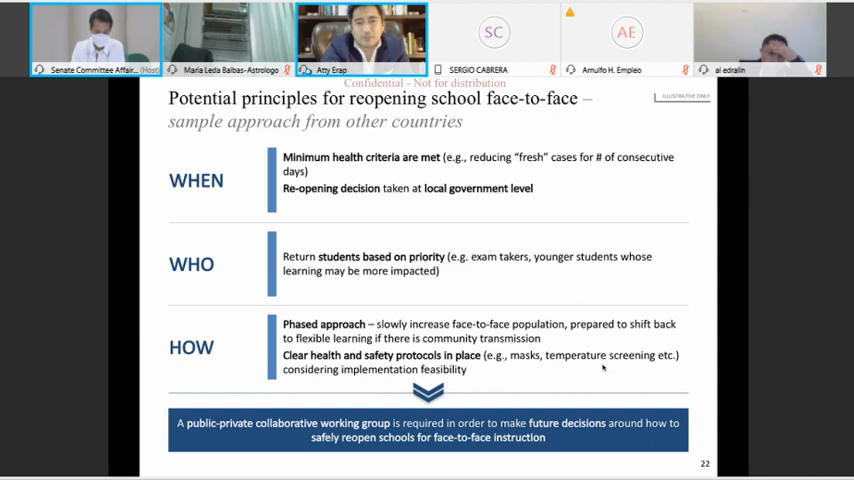 SC
AE
Senate Committee Affair... (Host)
Maria Leda Balbas-Astrologo
Atty Erap
SERGIO CABRERA
Arnulfo H. Empleo
al edralin
Confidential - Not for distribution
Potential principles for reopening school face-to-face –
sample approach from other countries
ILLUSTRATIVE ONLY
WHEN
Minimum health criteria are met (e.g., reducing “fresh” cases for # of consecutive
days)
Re-opening decision taken at local government level
WHO
Return students based on priority (e.g. exam takers, younger students whose
learning may be more impacted)
HOW
Phased approach – slowly increase face-to-face population, prepared to shift back
to flexible learning if there is community transmission
Clear health and safety protocols in place (e.g., masks, temperature screening etc.)
considering implementation feasibility
A public-private collaborative working group is required in order to make future decisions around how to
safely reopen schools for face-to-face instruction
22